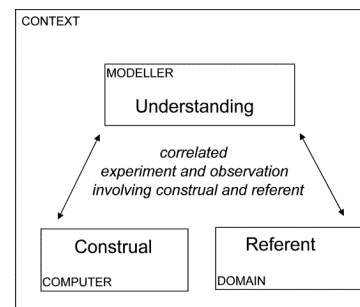 CONTEXT
MODELLER
Understanding
correlated
experiment and observation
involving construal and referent
Construal
COMPUTER
Referent
DOMAIN